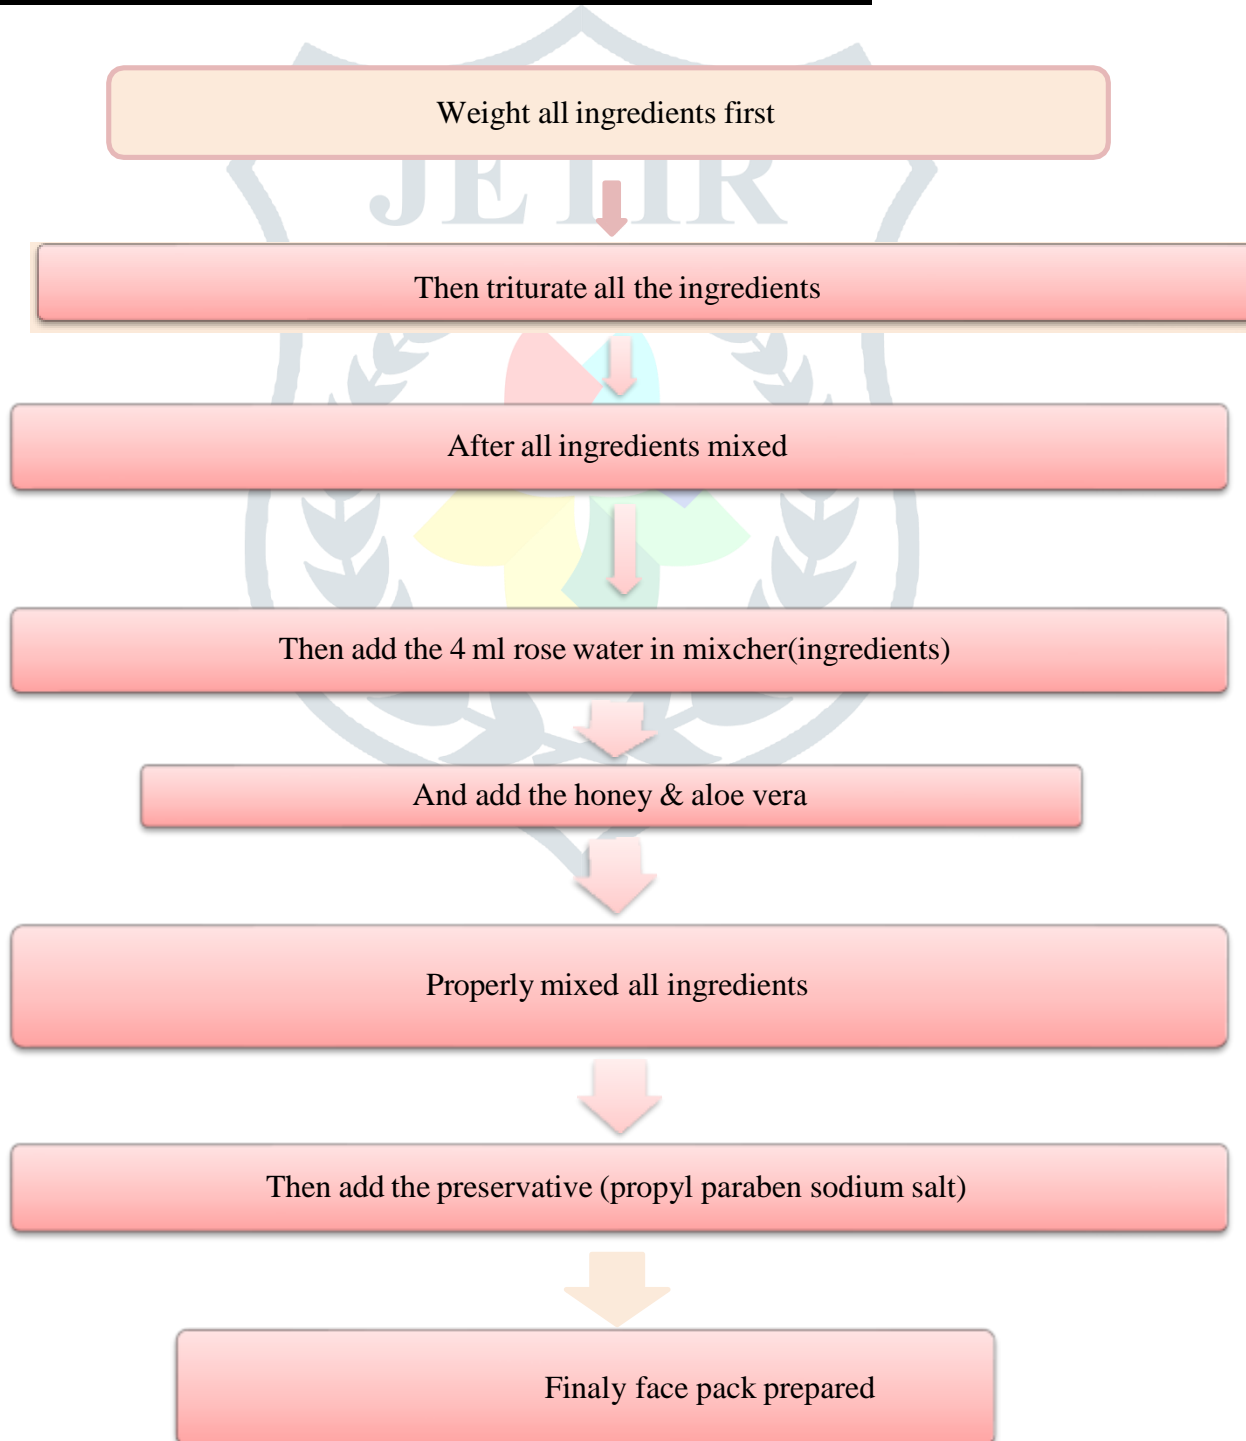 Weight all ingredients first
JETIR
Then triturate all the ingredients
After all ingredients mixed
Then add the 4 ml rose water in mixcher(ingredients)
And add the honey & aloe vera
Properly mixed all ingredients
Then add the preservative (propyl paraben sodium salt)
Finaly face pack prepared